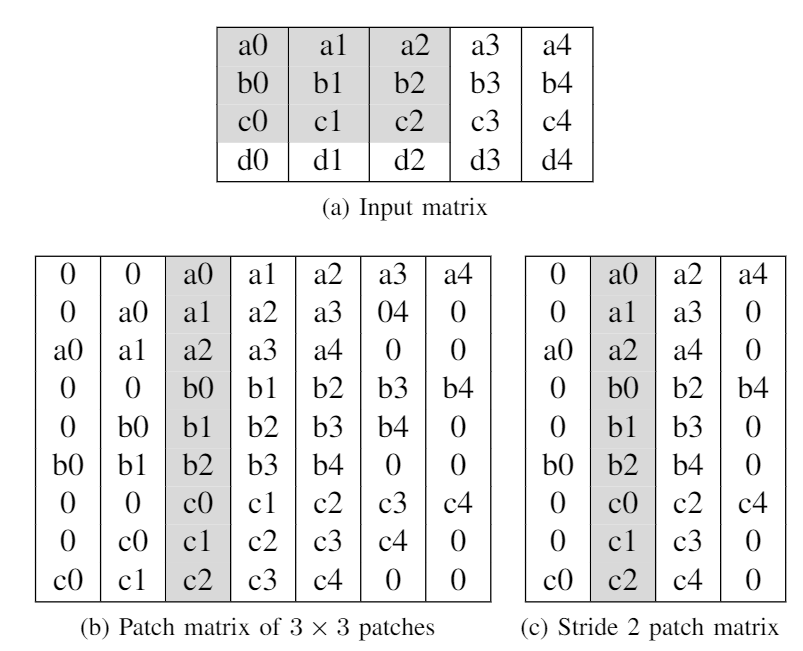 a0 a1 a2 a3 a4
b0 b1 b2 b3 b4
c0 c1 c2 c3 c4
d0 d1 d2 d3 d4
(a) Input matrix
0 0 a0 a1 a2 a3 a4
0 a0 a1 a2 a3 04 0
a0 a1 a2 a3 a4 0 0
0 0 b0 b1 b2 b3 b4
0 b0 b1 b2 b3 b4 0
b0 b1 b2 b3 b4 0 0
0 0 c0 c1 c2 c3 c4
0 c0 c1 c2 c3 c4 0
c0 c1 c2 c3 c4 0 0
(b) Patch matrix of 3 × 3 patches
0 a0 a2 a4
0 a1 a3 0
a0 a2 a4 0
0 b0 b2 b4
0 b1 b3 0
b0 b2 b4 0
0 c0 c2 c4
0 c1 c3 0
c0 c2 c4 0
(c) Stride 2 patch matrix